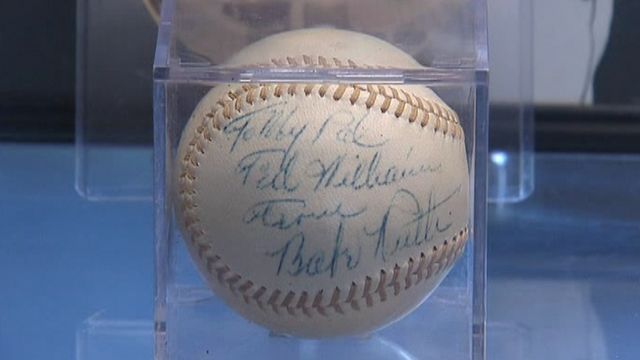 To my Pal
Ted Williams
From
Babe Ruth